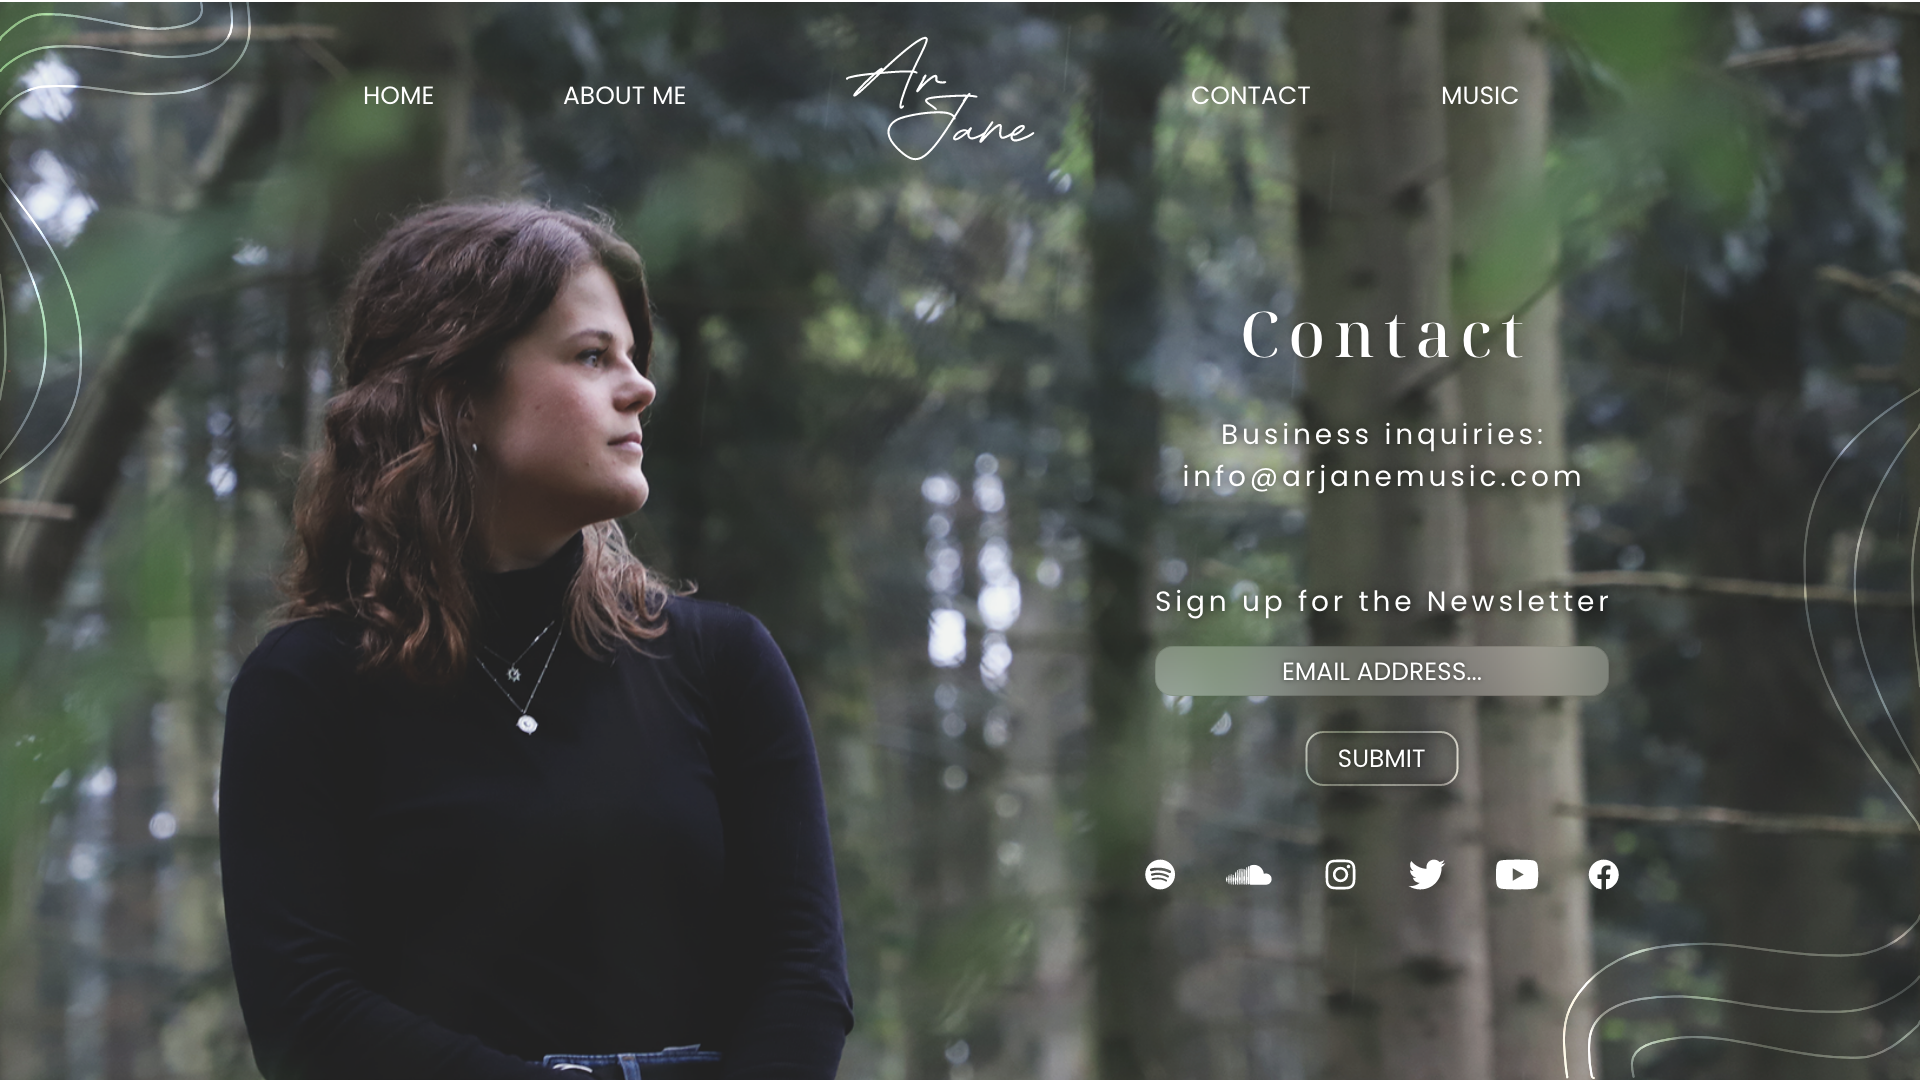 HOME
ABOUT ME
Ar
Jane
CONTACT
MUSIC
Contact
Business inquiries:
info@arjanemusic.com
Sign up for the Newsletter
EMAIL ADDRESS...
SUBMIT